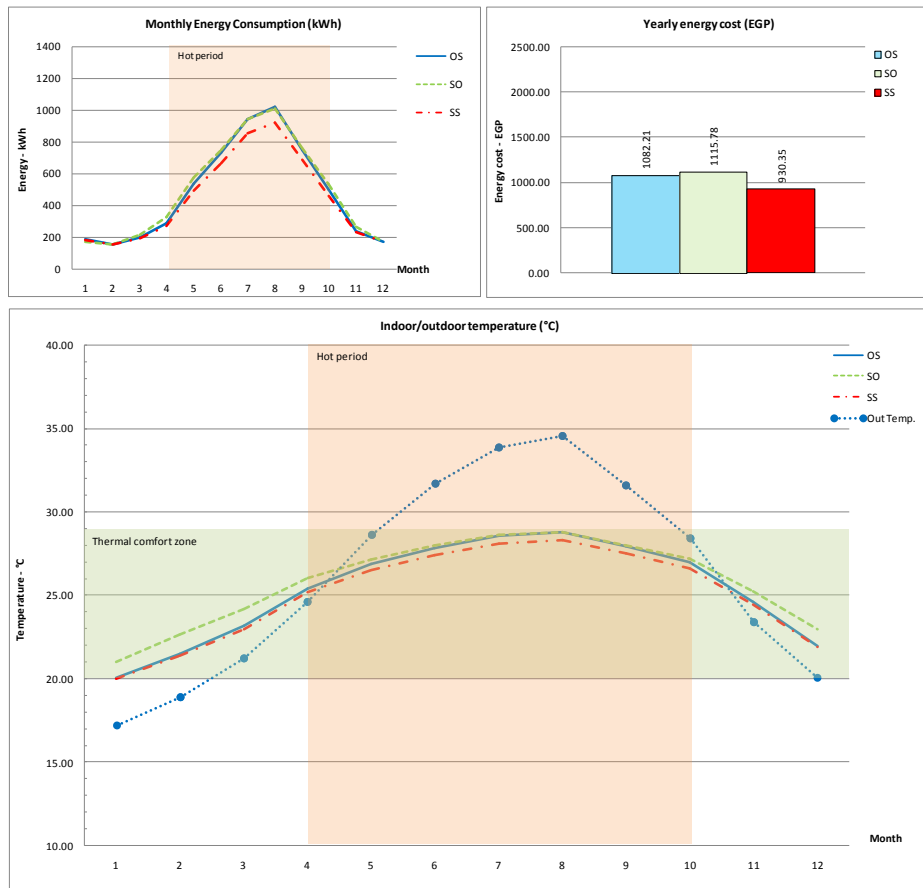 Monthly Energy Consumption (kWh)
1400
1200
1000
800
600
400
200
0
Energy - kWh
Hot period
OS
SO
SS
1 2 3 4 5 6 7 8 9 10 11 12
Month
Yearly energy cost (EGP)
2500.00
2000.00
1500.00
1000.00
500.00
0.00
Energy cost - EGP
1082.21
1115.78
930.35
OS
SO
SS
Indoor/outdoor temperature (°C)
40.00
35.00
30.00
25.00
20.00
15.00
10.00
Temperature - °C
Hot period
Thermal comfort zone
OS
SO
SS
Out Temp.
Month
1 2 3 4 5 6 7 8 9 10 11 12